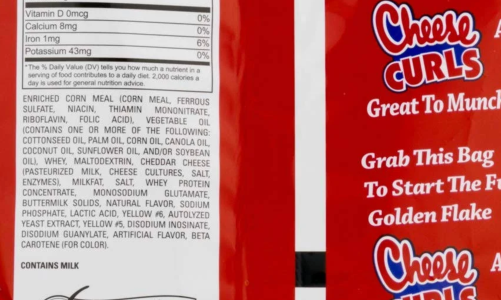 Vitamin D 0mcg 0%
Calcium 8mg 0%
Iron 1mg 6%
Potassium 43mg 0%
*The % Daily Value (DV) tells you how much a nutrient in a
serving of food contributes to a daily diet. 2,000 calories a
day is used for general nutrition advice.
ENRICHED CORN MEAL (CORN MEAL, FERROUS
SULFATE, NIACIN, THIAMIN MONONITRATE,
RIBOFLAVIN, FOLIC ACID), VEGETABLE OIL
(CONTAINS ONE OR MORE OF THE FOLLOWING:
COTTONSEED OIL, PALM OIL, CORN OIL, CANOLA OIL,
COCONUT OIL, SUNFLOWER OIL, AND/OR SOYBEAN
OIL), WHEY, MALTODEXTRIN, CHEDDAR CHEESE
(PASTEURIZED MILK, CHEESE CULTURES, SALT,
ENZYMES), MILKFAT, SALT, WHEY PROTEIN
CONCENTRATE, MONOSODIUM GLUTAMATE,
BUTTERMILK SOLIDS, NATURAL FLAVOR, SODIUM
PHOSPHATE, LACTIC ACID, YELLOW #6, AUTOLYZED
YEAST EXTRACT, YELLOW #5, DISODIUM INOSINATE,
DISODIUM GUANYLATE, ARTIFICIAL FLAVOR, BETA
CAROTENE (FOR COLOR).
CONTAINS MILK
Cheese A
CURLS
Great To Munch
Grab This Bag
To Start The Fu
Golden Flake
Cheese A
CURLS